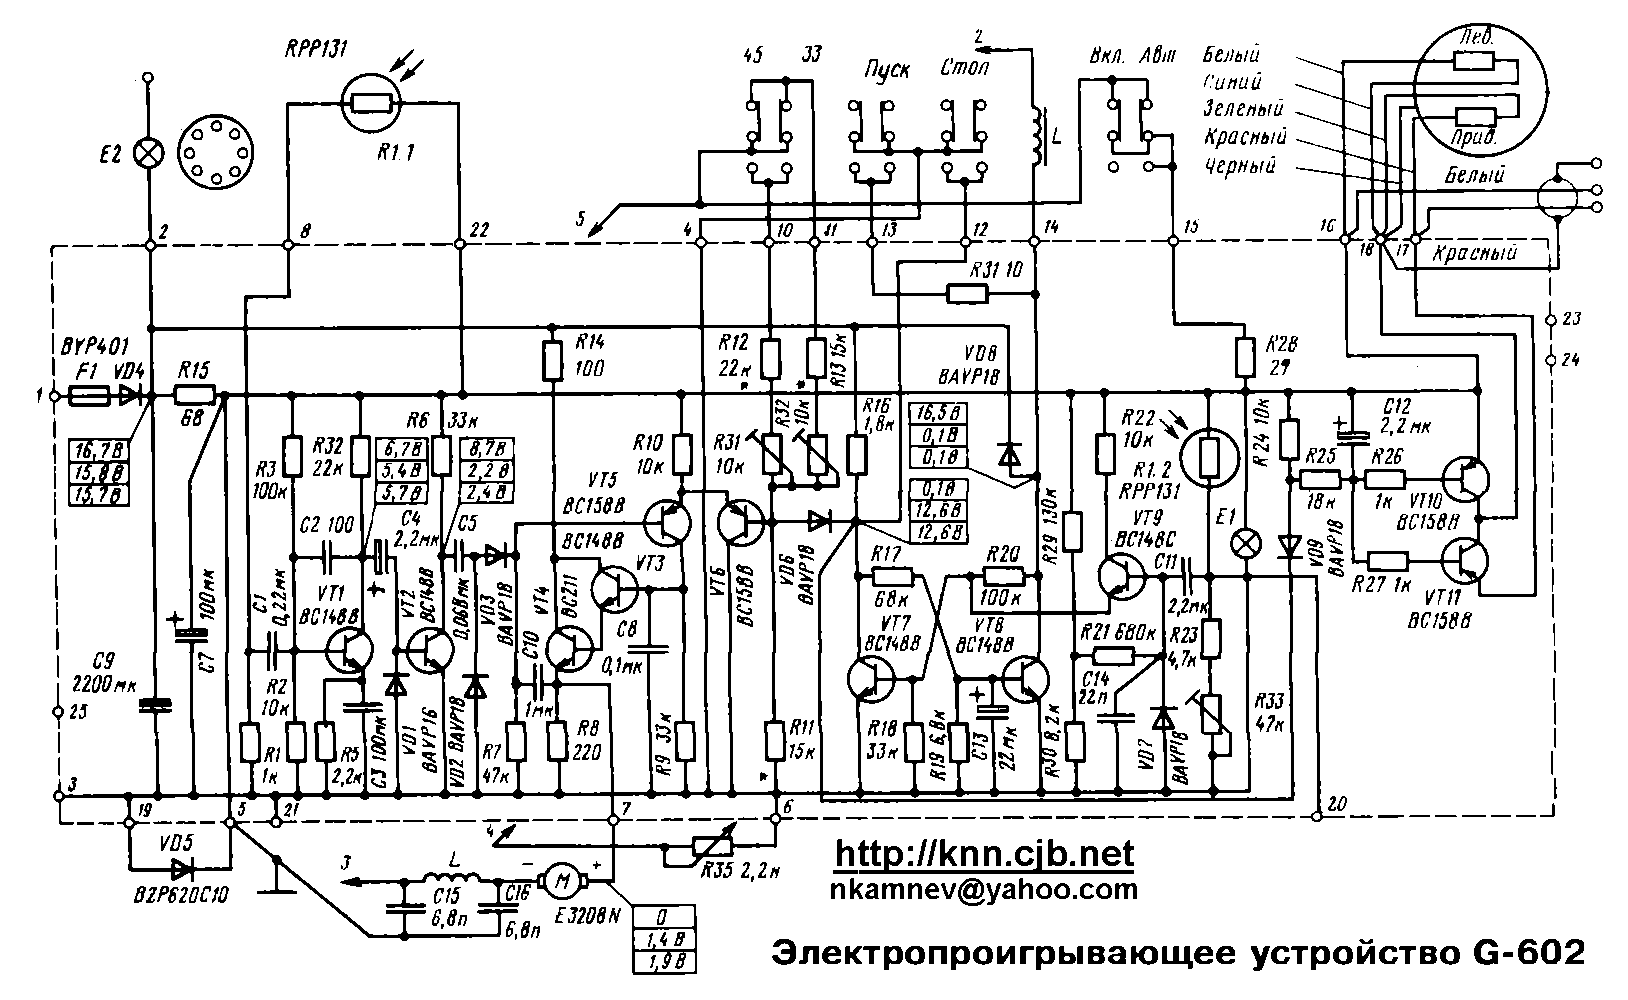 RPP131
R1.1
E2
45
33
Пуск
Стоп
2
L
Вкл. Авт
Белый
Синий
Зеленый
Красный
Черный
Лев.
Прав.
Белый
Красный
2
8
22
5
4
10
11
13
12
14
15
16
18
17
23
24
BYP401
F1
VD4
1
R15
68
16,7В
15,8В
15,7В
R14
100
R12
22к
*
R13 15к
*
R31 10
VD8
BAYP18
R28
R3
100к
R32
22к
6,7В
5,4В
5,7В
R6
33к
8,7В
2,2В
2,4В
R10
10к
R31
10к
R32
10к
R16
1,8к
16,5В
0,1В
0,1В
0,1В
12,6В
12,6В
R22
10к
R1.2
RPP131
R24 10к
C12
2,2мк
R25
18к
R26
1к
VT10
BC158B
R27 1к
VT11
BC158B
VD9
BAYP18
E1
C2 100
C4
2,2мк
C5
0,068мк
VT5
BC158B
BC148B
VT3
VT6
BC158B
VD6
BAYP18
R17
68к
R20
100к
R29 130к
VT9
BC148C
C11
2,2мк
C1
0,22мк
VT1
BC148B
VT2
BC148B
VD3
BAYP18
VT4
BC211
C10
1мк
C8
0,1мк
VT7
BC148B
VT8
BC148B
R21 680к
R23
4,7к
C14
22п
R33
47к
C9
2200мк
100мк
C7
R2
10к
R1
1к
R5
2,2к
C3 100мк
VD1
BAYP16
VD2 BAYP18
R7
47к
R8
220
R9 33к
R11
15к
*
R18
33к
R19 6,8к
C13
22мк
R30 8,2к
VD7
BAYP18
25
3
19
5
21
7
6
20
VD5
BZP620C10
3
L
C15
6,8п
C16
6,8п
-
M
+
E3208N
4
R35 2,2к
0
1,4В
1,9В
http://knn.cjb.net
nkamnev@yahoo.com
Электропроигрывающее устройство G-602